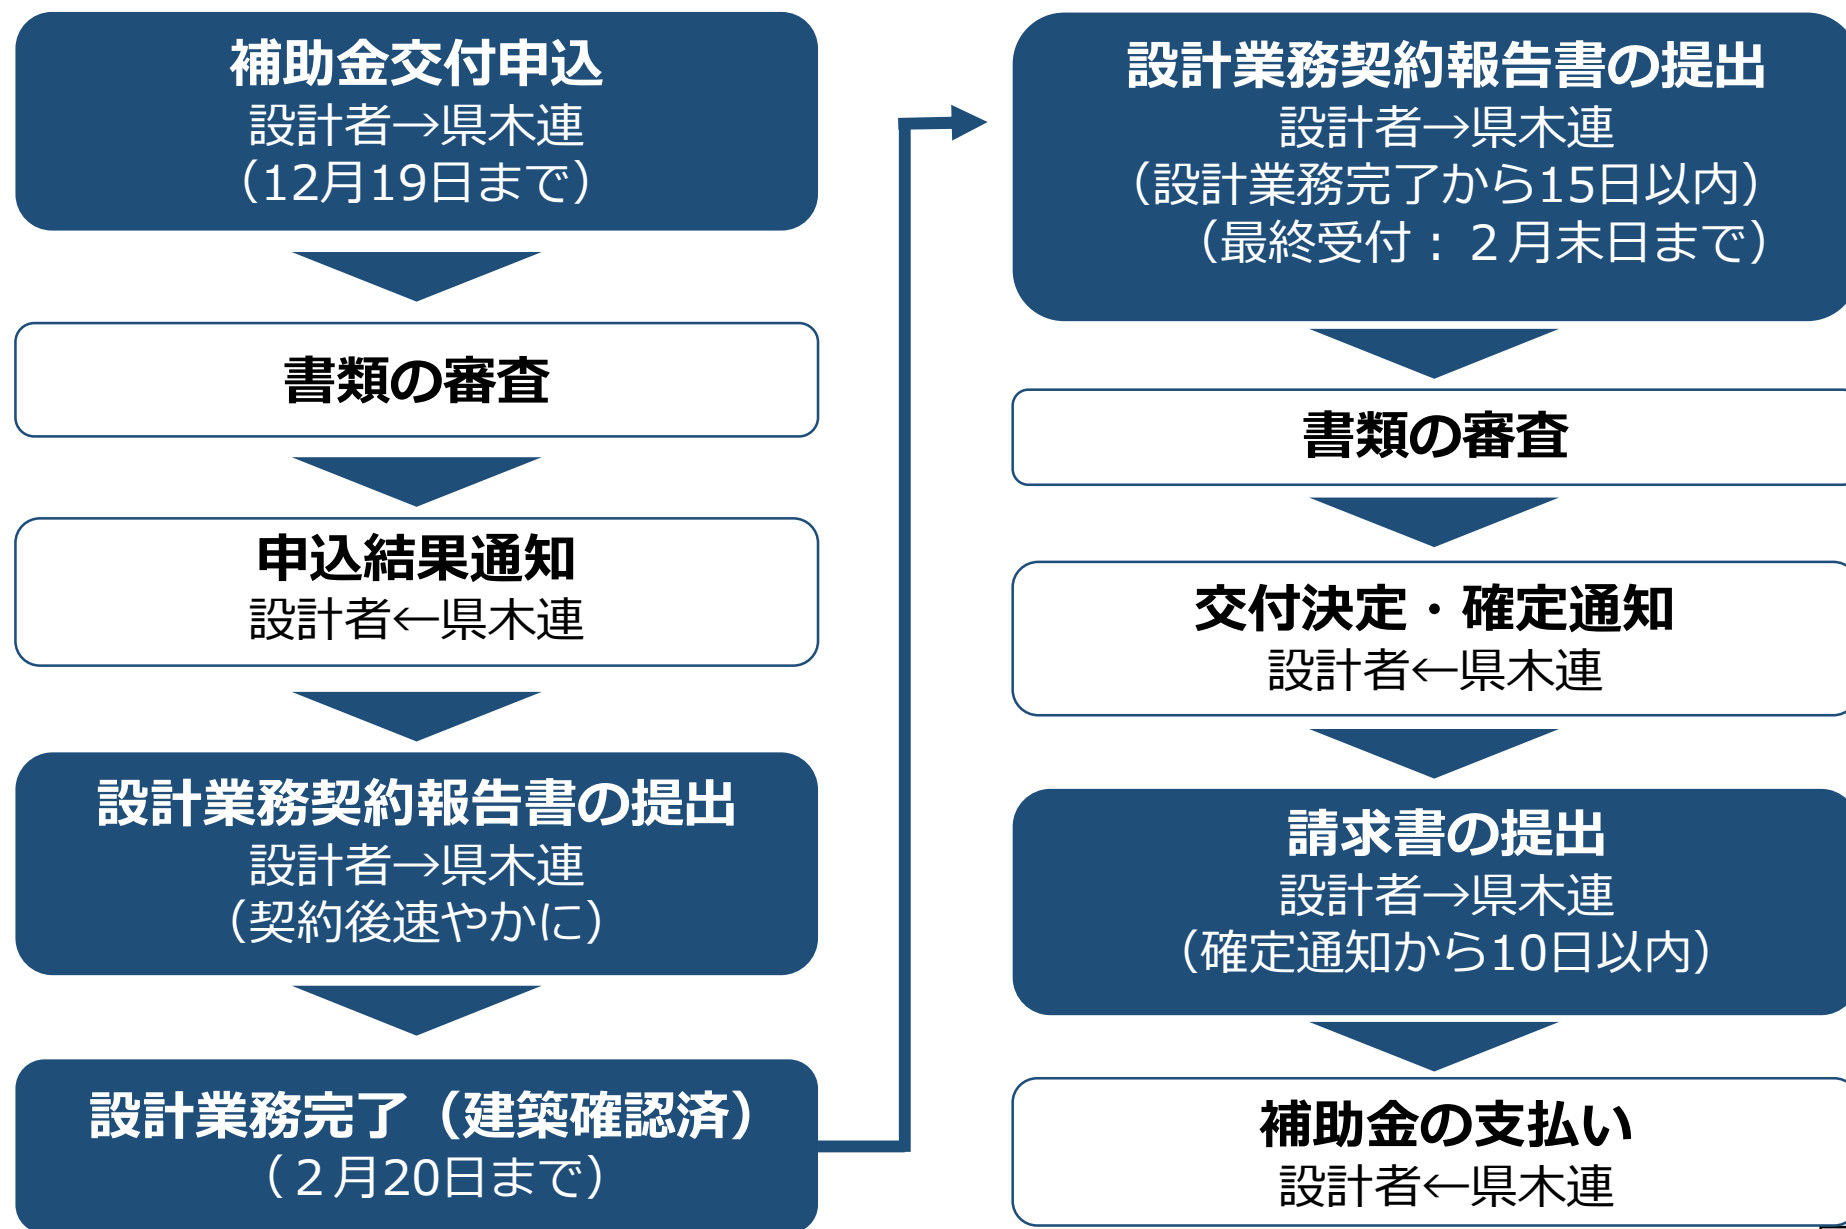 補助金交付申込
設計者→県木連
（12月19日まで）
書類の審査
申込結果通知
設計者←県木連
設計業務契約報告書の提出
設計者→県木連
（契約後速やかに）
設計業務完了（建築確認済）
（２月20日まで）
設計業務契約報告書の提出
設計者→県木連
（設計業務完了から15日以内）
（最終受付：２月末日まで）
書類の審査
交付決定・確定通知
設計者←県木連
請求書の提出
設計者→県木連
（確定通知から10日以内）
補助金の支払い
設計者←県木連